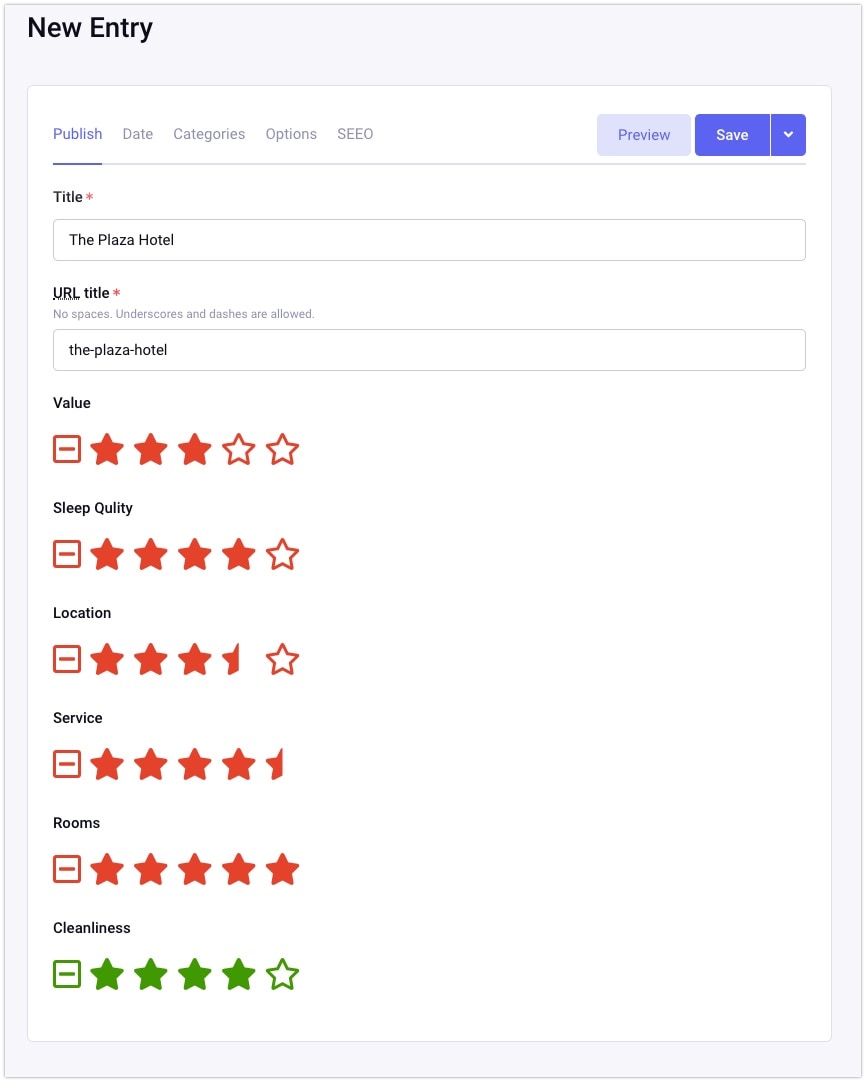 New Entry
Publish Date Categories Options SEEO Preview Save
Title *
The Plaza Hotel
URL title *
No spaces. Underscores and dashes are allowed.
the-plaza-hotel
Value
Sleep Qulity
Location
Service
Rooms
Cleanliness